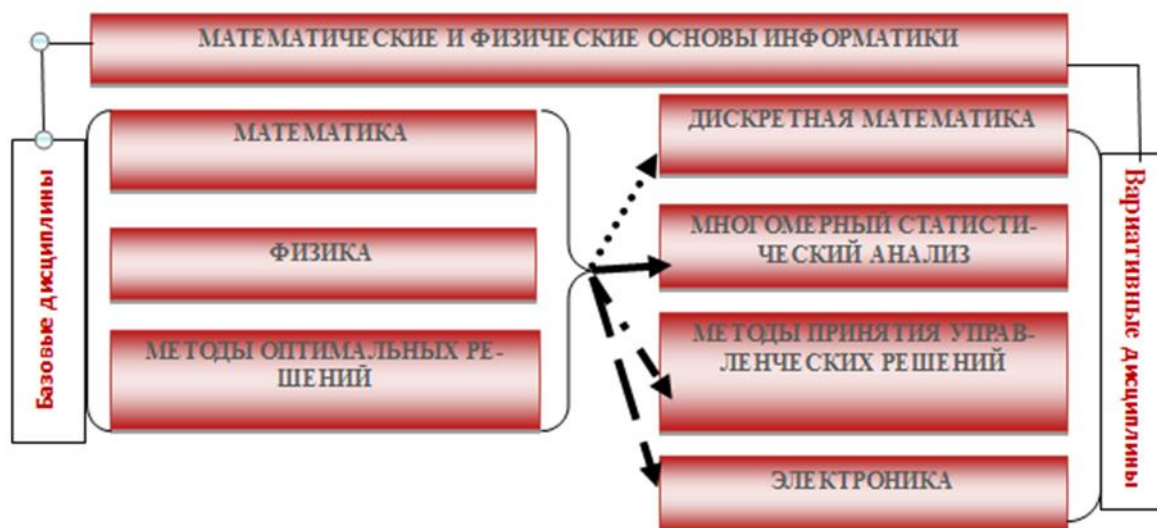 МАТЕМАТИЧЕСКИЕ И ФИЗИЧЕСКИЕ ОСНОВЫ ИНФОРМАТИКИ
Базовые дисциплины
МАТЕМАТИКА
ФИЗИКА
МЕТОДЫ ОПТИМАЛЬНЫХ РЕ-
ШЕНИЙ
ДИСКРЕТНАЯ МАТЕМАТИКА
МНОГОМЕРНЫЙ СТАТИСТИ-
ЧЕСКИЙ АНАЛИЗ
МЕТОДЫ ПРИНЯТИЯ УПРАВ-
ЛЕНЧЕСКИХ РЕШЕНИЙ
ЭЛЕКТРОНИКА
Вариативные дисциплины